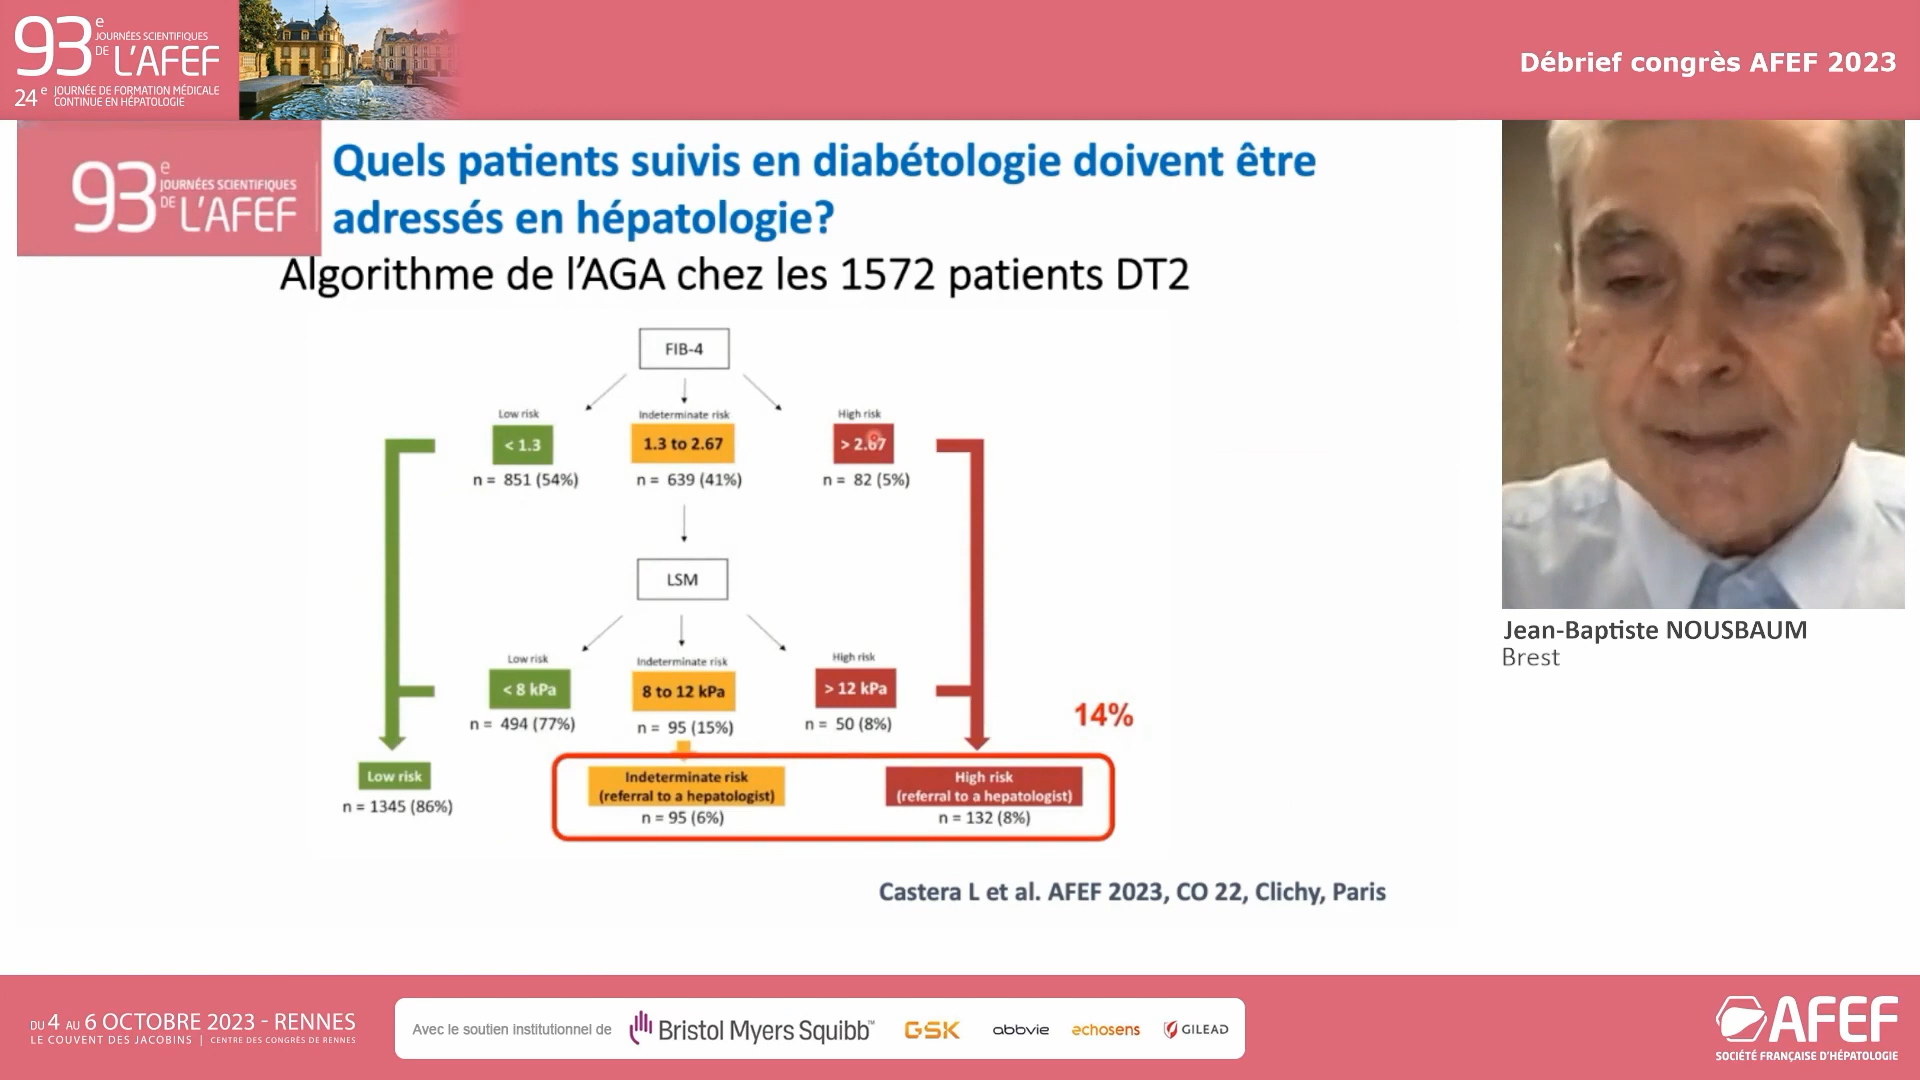 93e JOURNÉES SCIENTIFIQUES
DE L'AFEF
24e JOURNÉE DE FORMATION MÉDICALE
CONTINUE EN HÉPATOLOGIE
Débrief congrès AFEF 2023
93e JOURNÉES SCIENTIFIQUES
DE L'AFEF
Quels patients suivis en diabétologie doivent être
adressés en hépatologie?
Algorithme de l'AGA chez les 1572 patients DT2
FIB-4
Low risk Indeterminate risk High risk
< 1.3 1.3 to 2.67 > 2.67
n = 851 (54%) n = 639 (41%) n = 82 (5%)
LSM
Low risk Indeterminate risk High risk
< 8 kPa 8 to 12 kPa > 12 kPa
n = 494 (77%) n = 95 (15%) n = 50 (8%)
14%
Low risk
n = 1345 (86%)
Indeterminate risk
(referral to a hepatologist)
n = 95 (6%)
High risk
(referral to a hepatologist)
n = 132 (8%)
Castera L et al. AFEF 2023, CO 22, Clichy, Paris
Jean-Baptiste NOUSBAUM
Brest
DU 4 AU 6 OCTOBRE 2023 - RENNES
LE COUVENT DES JACOBINS | CENTRE DES CONGRÈS DE RENNES
Avec le soutien institutionnel de Bristol Myers Squibb™ GSK abbvie echosens GILEAD
AFEF
SOCIÉTÉ FRANÇAISE D'HÉPATOLOGIE